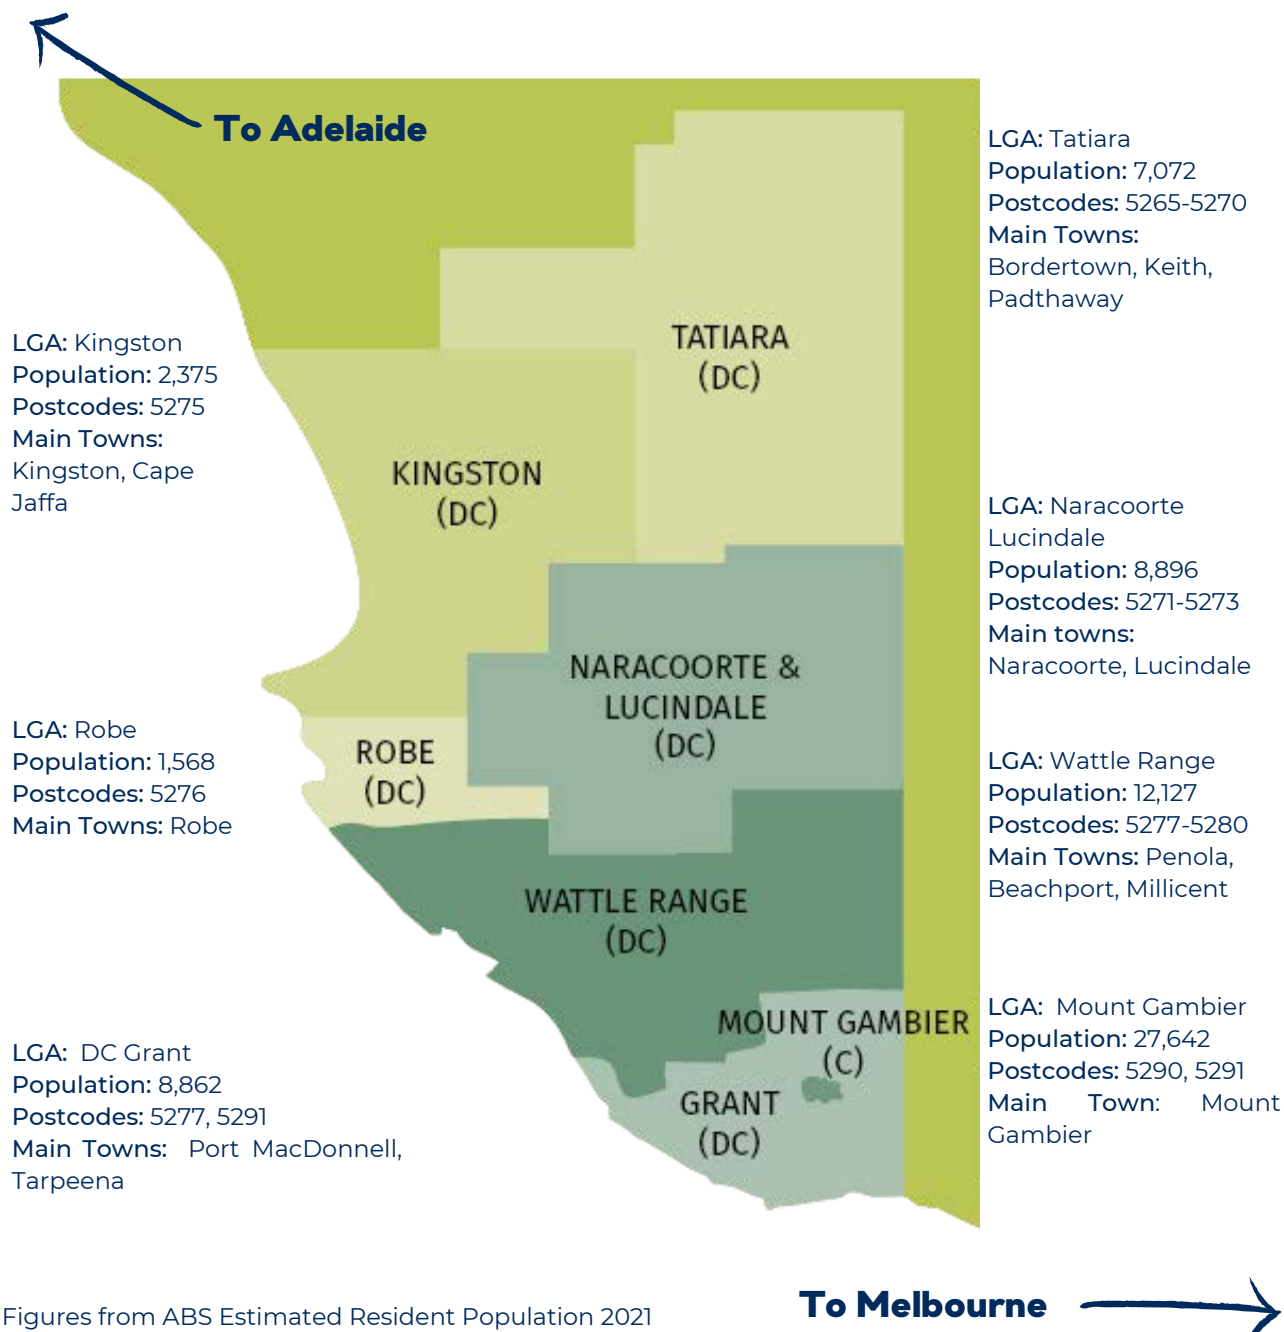 To Adelaide
LGA: Tatiara
Population: 7,072
Postcodes: 5265-5270
Main Towns:
Bordertown, Keith,
Padthaway
LGA: Kingston
Population: 2,375
Postcodes: 5275
Main Towns:
Kingston, Cape
Jaffa
TATIARA
(DC)
KINGSTON
(DC)
LGA: Naracoorte
Lucindale
Population: 8,896
Postcodes: 5271-5273
Main towns:
Naracoorte, Lucindale
NARACOORTE &
LUCINDALE
(DC)
LGA: Robe
Population: 1,568
Postcodes: 5276
Main Towns: Robe
ROBE
(DC)
LGA: Wattle Range
Population: 12,127
Postcodes: 5277-5280
Main Towns: Penola,
Beachport, Millicent
WATTLE RANGE
(DC)
LGA: Mount Gambier
Population: 27,642
Postcodes: 5290, 5291
Main Town: Mount
Gambier
MOUNT GAMBIER
(C)
LGA: DC Grant
Population: 8,862
Postcodes: 5277, 5291
Main Towns: Port MacDonnell,
Tarpeena
GRANT
(DC)
To Melbourne
Figures from ABS Estimated Resident Population 2021